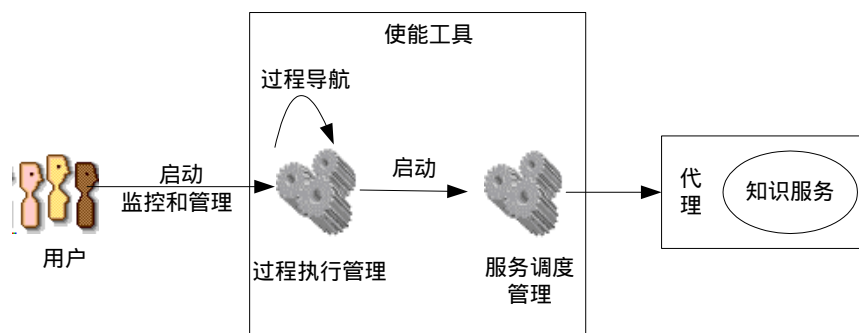 使能工具
过程导航
启动
监控和管理
启动
用户
过程执行管理
服务调度
管理
代
理
知识服务